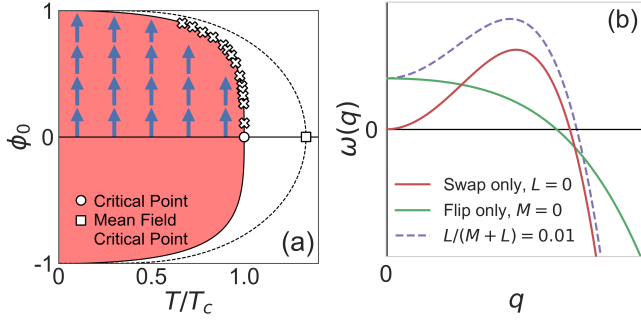 1
0
-1
ϕ₀
Critical Point
Mean Field
Critical Point
(a)
0
0.5
1.0
T/T_c
(b)
ω(q)
0
Swap only, L = 0
Flip only, M = 0
L/(M + L) = 0.01
0
q